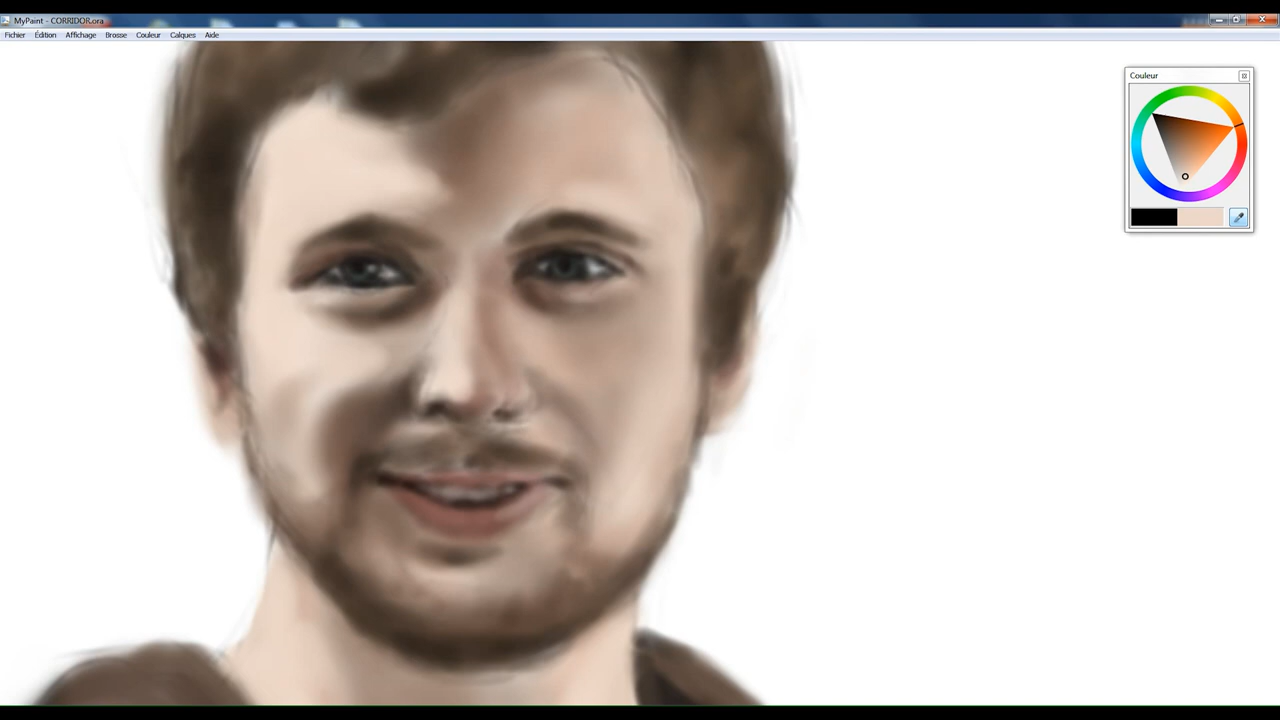 MyPaint - CORRIDOR.ora
Fichier Édition Affichage Brosse Couleur Calques Aide
Couleur